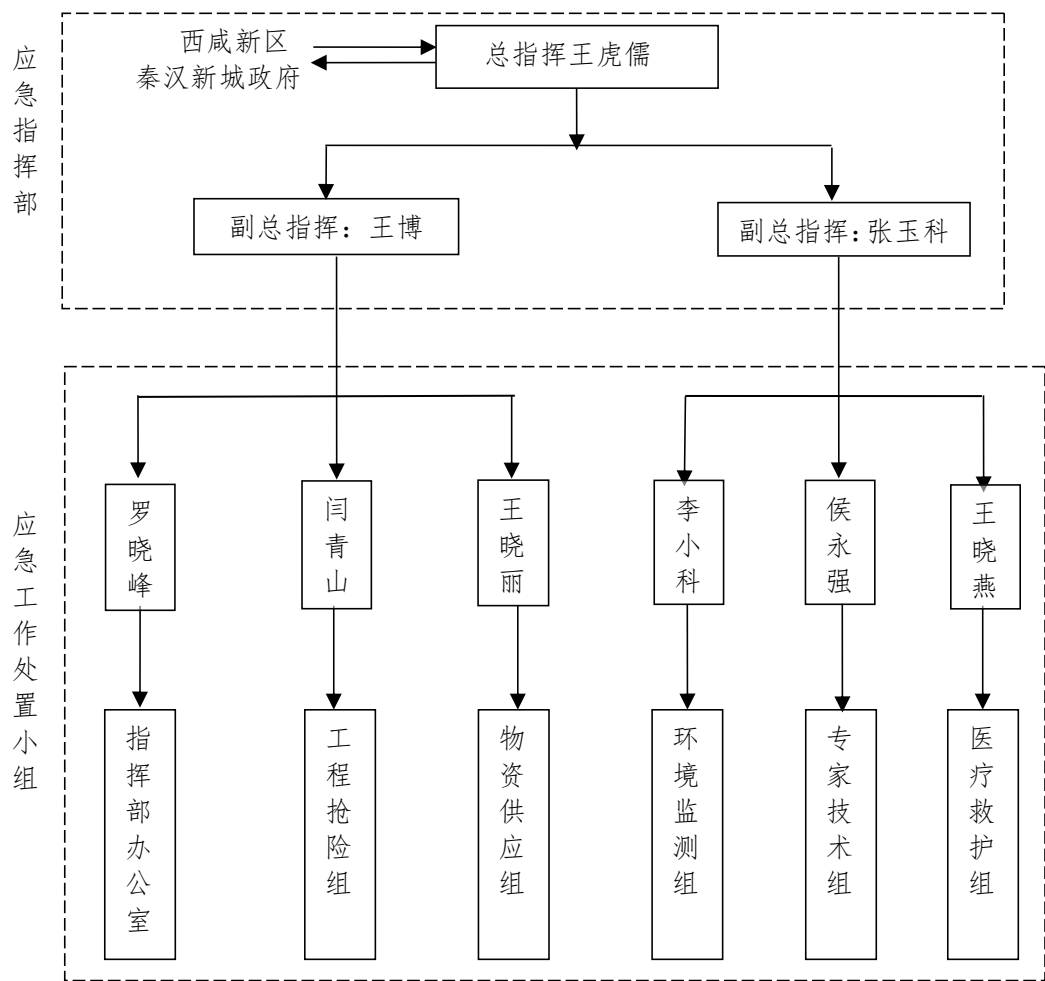 应急指挥部
西咸新区
秦汉新城政府
总指挥王虎儒
副总指挥：王博
副总指挥：张玉科
应急工作处置小组
罗晓峰
闫青山
王晓丽
李小科
侯永强
王晓燕
指挥部办公室
工程抢险组
物资供应组
环境监测组
专家技术组
医疗救护组